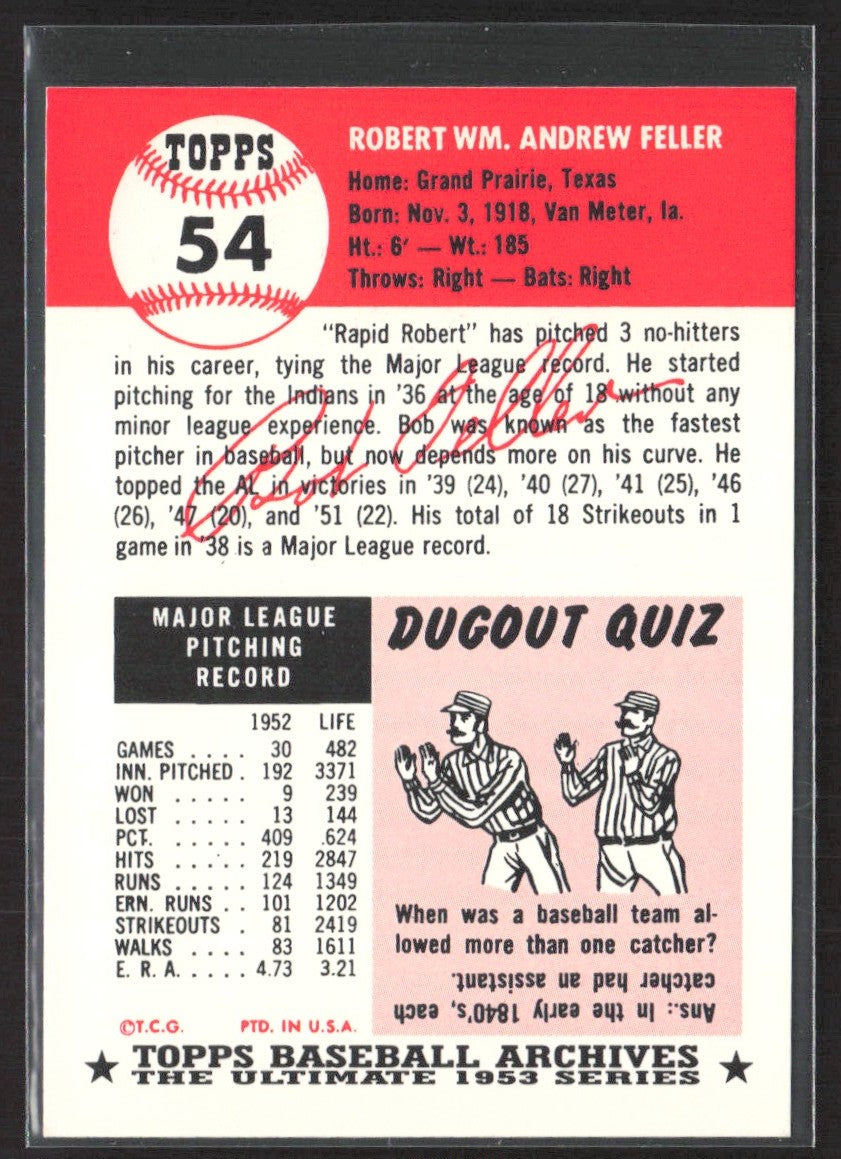 TOPPS
54
ROBERT WM. ANDREW FELLER
Home: Grand Prairie, Texas
Born: Nov. 3, 1918, Van Meter, Ia.
Ht.: 6' — Wt.: 185
Throws: Right — Bats: Right
"Rapid Robert" has pitched 3 no-hitters
in his career, tying the Major League record. He started
pitching for the Indians in '36 at the age of 18 without any
minor league experience. Bob was known as the fastest
pitcher in baseball, but now depends more on his curve. He
topped the AL in victories in '39 (24), '40 (27), '41 (25), '46
(26), '47 (20), and '51 (22). His total of 18 Strikeouts in 1
game in '38 is a Major League record.
Bob Feller
MAJOR LEAGUE
PITCHING
RECORD
1952 LIFE
GAMES . . . . 30 482
INN. PITCHED . 192 3371
WON . . . . . 9 239
LOST . . . . . 13 144
PCT. . . . . . 409 .624
HITS . . . . . 219 2847
RUNS . . . . . 124 1349
ERN. RUNS . . 101 1202
STRIKEOUTS . 81 2419
WALKS . . . . 83 1611
E. R. A. . . . . 4.73 3.21
©T.C.G. PTD. IN U.S.A.
DUGOUT QUIZ
When was a baseball team al-
lowed more than one catcher?
Ans.: In the early 1840's, each
catcher had an assistant.
★ TOPPS BASEBALL ARCHIVES ★
THE ULTIMATE 1953 SERIES